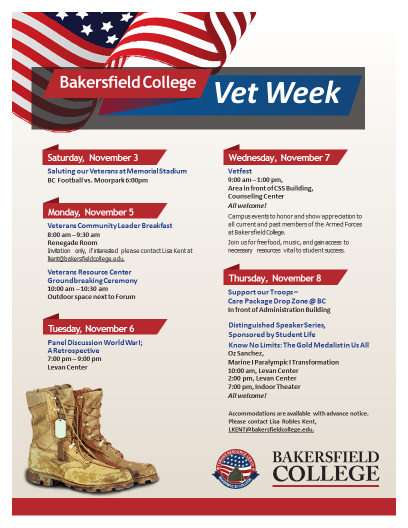 Bakersfield College
Vet Week
Saturday, November 3
Saluting our Veterans at Memorial Stadium
BC Football vs. Moorpark 6:00pm
Monday, November 5
Veterans Community Leader Breakfast
8:00 am – 9:30 am
Renegade Room
Invitation only, if interested please contact Lisa Kent at
lkent@bakersfieldcollege.edu.
Veterans Resource Center
Groundbreaking Ceremony
10:00 am – 10:30 am
Outdoor space next to Forum
Tuesday, November 6
Panel Discussion World War I;
A Retrospective
7:00 pm – 9:00 pm
Levan Center
Wednesday, November 7
Vetfest
9:00 am – 1:00 pm,
Area in front of CSS Building,
Counseling Center
All welcome!
Campus events to honor and show appreciation to
all current and past members of the Armed Forces
at Bakersfield College.
Join us for free food, music, and gain access to
necessary resources vital to student success.
Thursday, November 8
Support our Troops –
Care Package Drop Zone @ BC
In front of Administration Building
Distinguished Speaker Series,
Sponsored by Student Life
Know No Limits: The Gold Medalist in Us All
Oz Sanchez,
Marine I Paralympic I Transformation
10:00 am, Levan Center
2:00 pm, Levan Center
7:00 pm, Indoor Theater
All welcome!
Accommodations are available with advance notice.
Please contact Lisa Robles Kent,
LKENT@bakersfieldcollege.edu.
BAKERSFIELD
COLLEGE